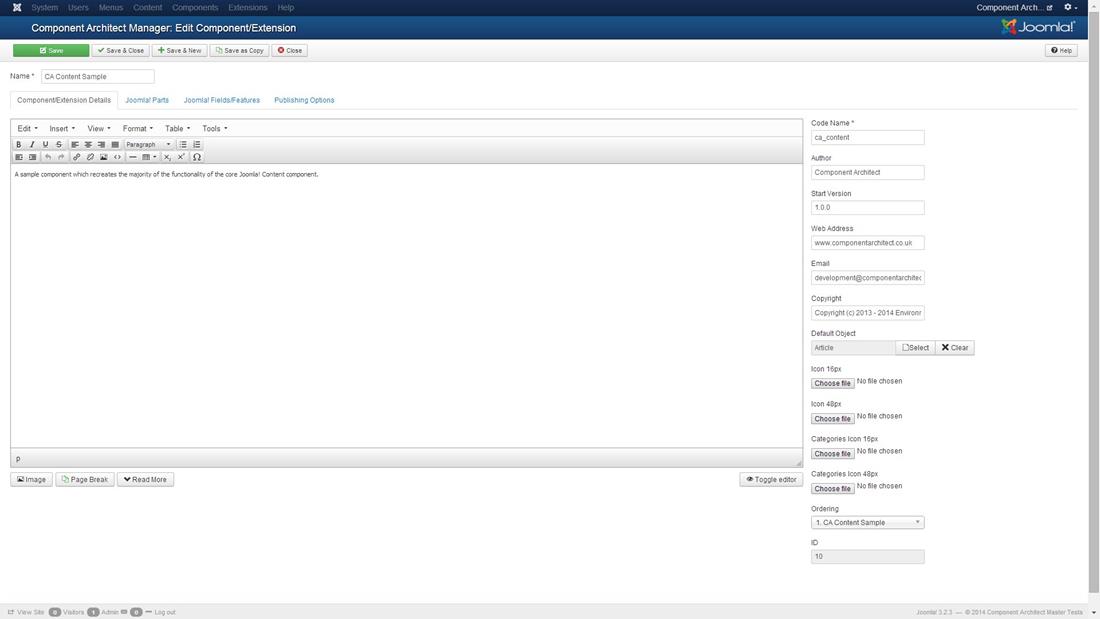 System Users Menus Content Components Extensions Help Component Arch...
Component Architect Manager: Edit Component/Extension Joomla!
Save Save & Close Save & New Save as Copy Close Help
Name * CA Content Sample
Component/Extension Details Joomla! Parts Joomla! Fields/Features Publishing Options
Edit Insert View Format Table Tools
B I U S Paragraph
A sample component which recreates the majority of the functionality of the core Joomla! Content component.
p
Image Page Break Read More Toggle editor
Code Name *
ca_content
Author
Component Architect
Start Version
1.0.0
Web Address
www.componentarchitect.co.uk
Email
development@componentarchitec
Copyright
Copyright (c) 2013 - 2014 Environm
Default Object
Article Select Clear
Icon 16px
Choose file No file chosen
Icon 48px
Choose file No file chosen
Categories Icon 16px
Choose file No file chosen
Categories Icon 48px
Choose file No file chosen
Ordering
1. CA Content Sample
ID
10
View Site 0 Visitors 1 Admin 0 Log out Joomla! 3.2.3 — © 2014 Component Architect Master Tests